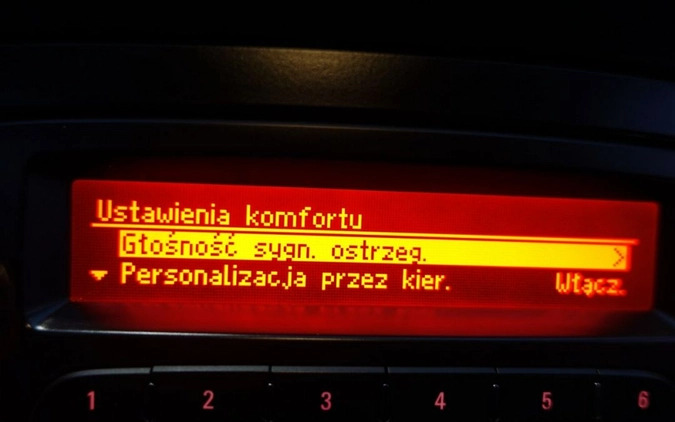 Ustawienia komfortu
Głośność sygn. ostrzeg. >
Personalizacja przez kier. Włącz.
1 2 3 4 5 6